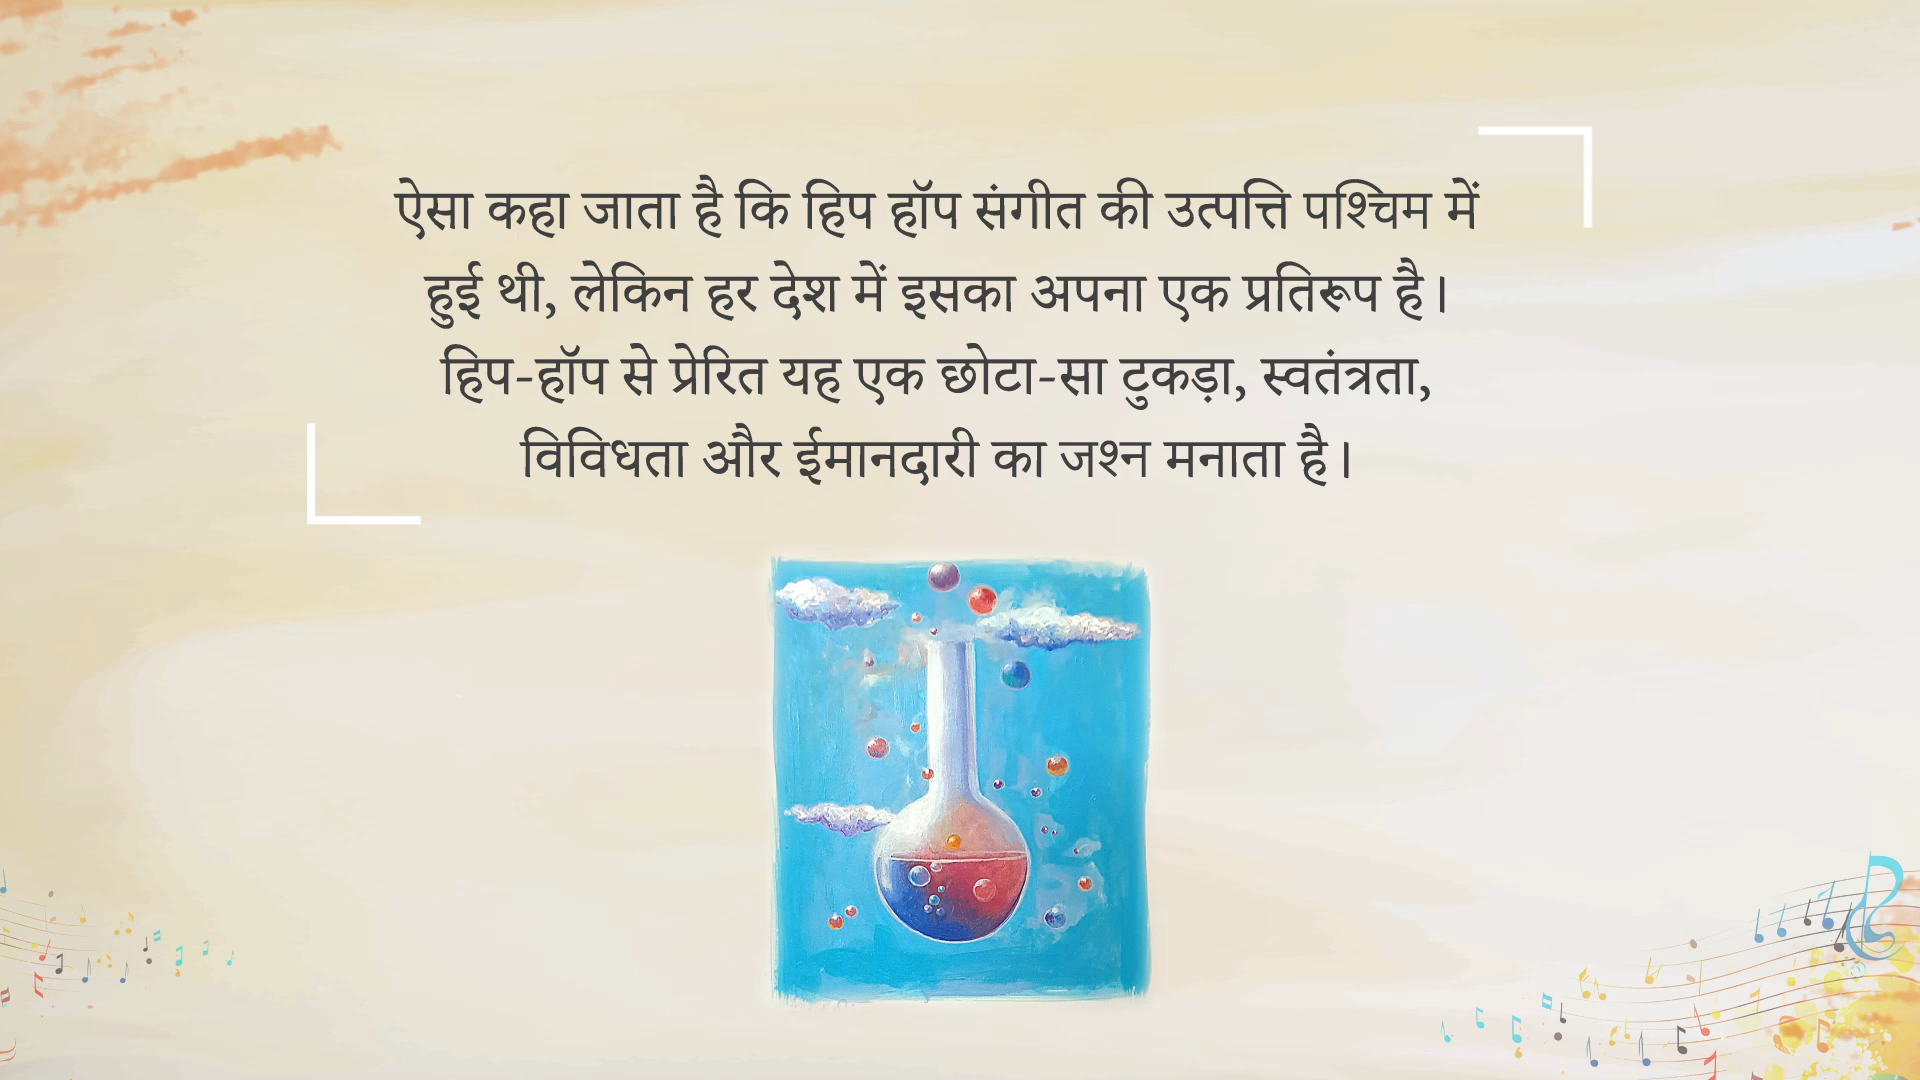 ऐसा कहा जाता है कि हिप हॉप संगीत की उत्पत्ति पश्चिम में
हुई थी, लेकिन हर देश में इसका अपना एक प्रतिरूप है।
हिप-हॉप से प्रेरित यह एक छोटा-सा टुकड़ा, स्वतंत्रता,
विविधता और ईमानदारी का जश्न मनाता है।